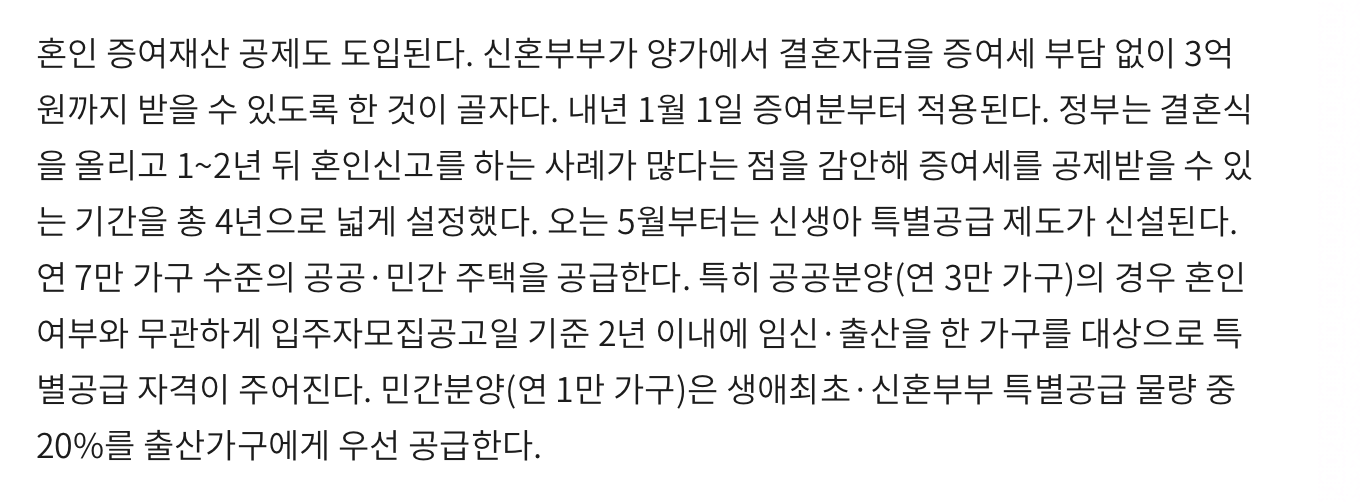 혼인 증여재산 공제도 도입된다. 신혼부부가 양가에서 결혼자금을 증여세 부담 없이 3억
원까지 받을 수 있도록 한 것이 골자다. 내년 1월 1일 증여분부터 적용된다. 정부는 결혼식
을 올리고 1~2년 뒤 혼인신고를 하는 사례가 많다는 점을 감안해 증여세를 공제받을 수 있
는 기간을 총 4년으로 넓게 설정했다. 오는 5월부터는 신생아 특별공급 제도가 신설된다.
연 7만 가구 수준의 공공·민간 주택을 공급한다. 특히 공공분양(연 3만 가구)의 경우 혼인
여부와 무관하게 입주자모집공고일 기준 2년 이내에 임신·출산을 한 가구를 대상으로 특
별공급 자격이 주어진다. 민간분양(연 1만 가구)은 생애최초·신혼부부 특별공급 물량 중
20%를 출산가구에게 우선 공급한다.